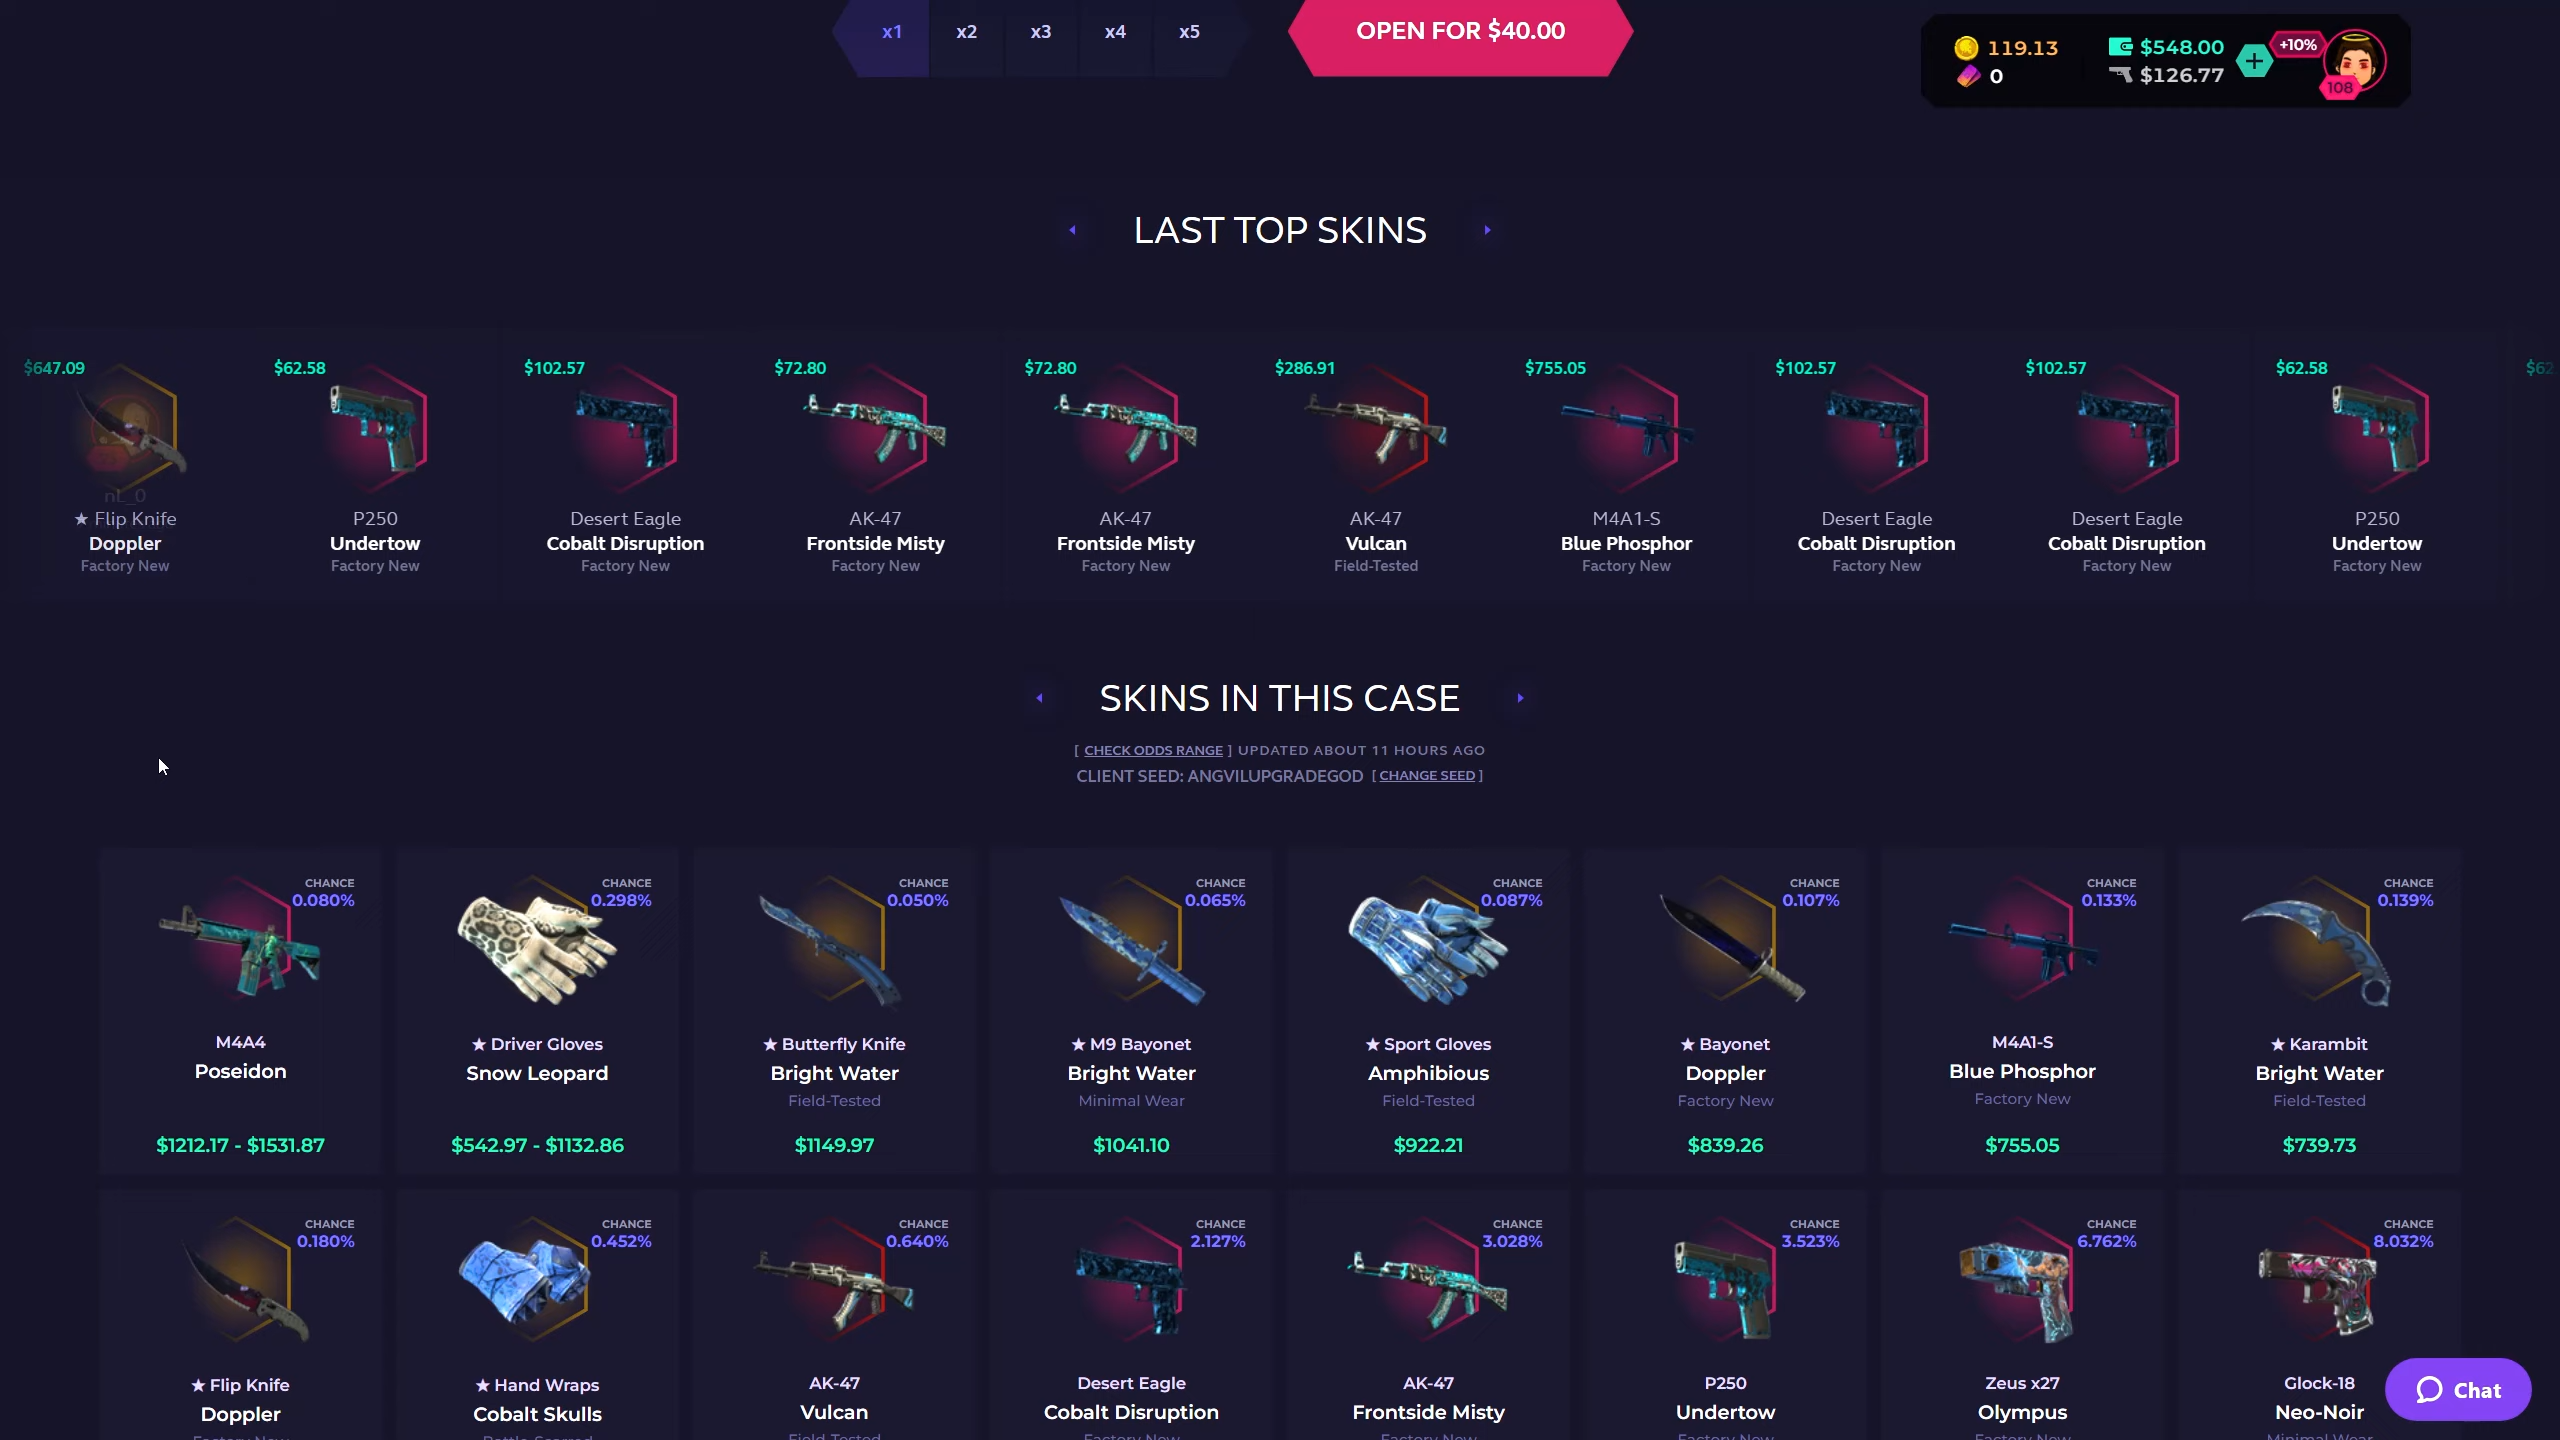 x1 x2 x3 x4 x5 OPEN FOR $40.00
119.13 $548.00 +10%
0 $126.77 108
LAST TOP SKINS
$647.09 $62.58 $102.57 $72.80 $72.80 $286.91 $755.05 $102.57 $102.57 $62.58
nL_0
★ Flip Knife P250 Desert Eagle AK-47 AK-47 AK-47 M4A1-S Desert Eagle Desert Eagle P250
Doppler Undertow Cobalt Disruption Frontside Misty Frontside Misty Vulcan Blue Phosphor Cobalt Disruption Cobalt Disruption Undertow
Factory New Factory New Factory New Factory New Factory New Field-Tested Factory New Factory New Factory New Factory New
SKINS IN THIS CASE
[ CHECK ODDS RANGE ] UPDATED ABOUT 11 HOURS AGO
CLIENT SEED: ANGVILUPGRADEGOD [ CHANGE SEED ]
CHANCE CHANCE CHANCE CHANCE CHANCE CHANCE CHANCE CHANCE
0.080% 0.298% 0.050% 0.065% 0.087% 0.107% 0.133% 0.139%
M4A4 ★ Driver Gloves ★ Butterfly Knife ★ M9 Bayonet ★ Sport Gloves ★ Bayonet M4A1-S ★ Karambit
Poseidon Snow Leopard Bright Water Bright Water Amphibious Doppler Blue Phosphor Bright Water
Field-Tested Minimal Wear Field-Tested Factory New Factory New Field-Tested
$1212.17 - $1531.87 $542.97 - $1132.86 $1149.97 $1041.10 $922.21 $839.26 $755.05 $739.73
CHANCE CHANCE CHANCE CHANCE CHANCE CHANCE CHANCE CHANCE
0.180% 0.452% 0.640% 2.127% 3.028% 3.523% 6.762% 8.032%
★ Flip Knife ★ Hand Wraps AK-47 Desert Eagle AK-47 P250 Zeus x27 Glock-18
Doppler Cobalt Skulls Vulcan Cobalt Disruption Frontside Misty Undertow Olympus Neo-Noir
Chat